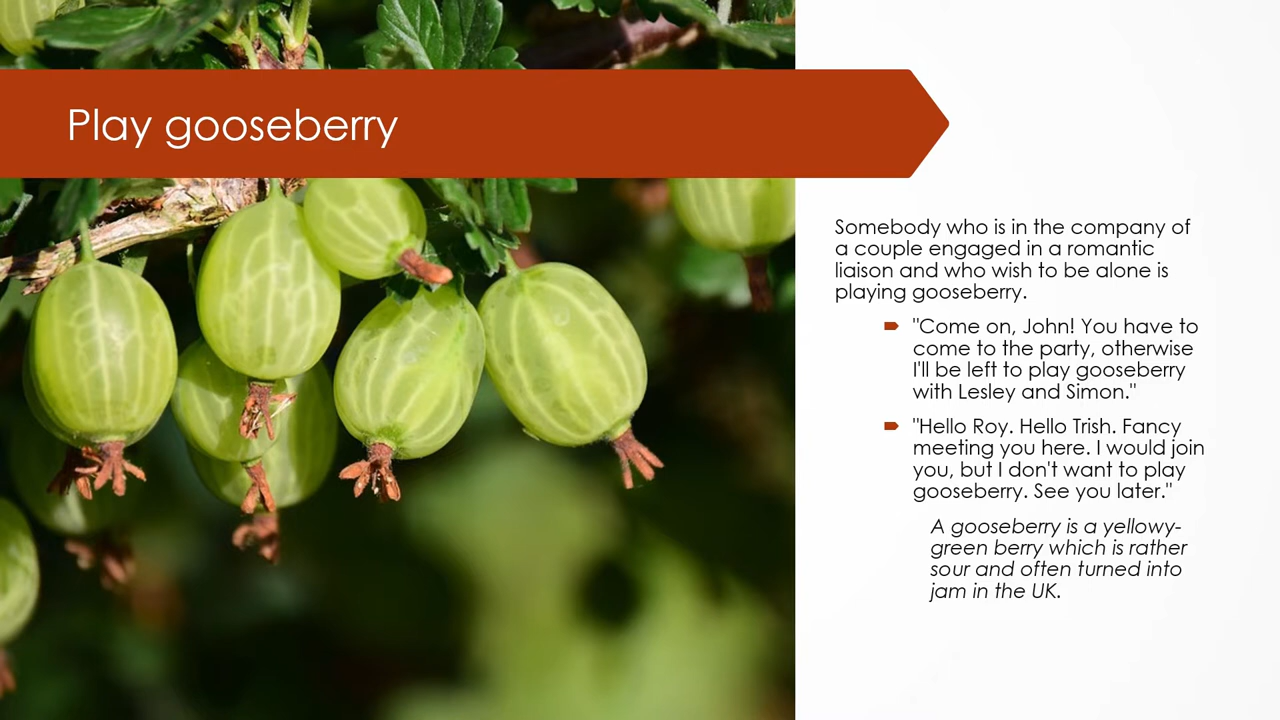 Play gooseberry
Somebody who is in the company of
a couple engaged in a romantic
liaison and who wish to be alone is
playing gooseberry.
"Come on, John! You have to
come to the party, otherwise
I'll be left to play gooseberry
with Lesley and Simon."
"Hello Roy. Hello Trish. Fancy
meeting you here. I would join
you, but I don't want to play
gooseberry. See you later."
A gooseberry is a yellowy-
green berry which is rather
sour and often turned into
jam in the UK.